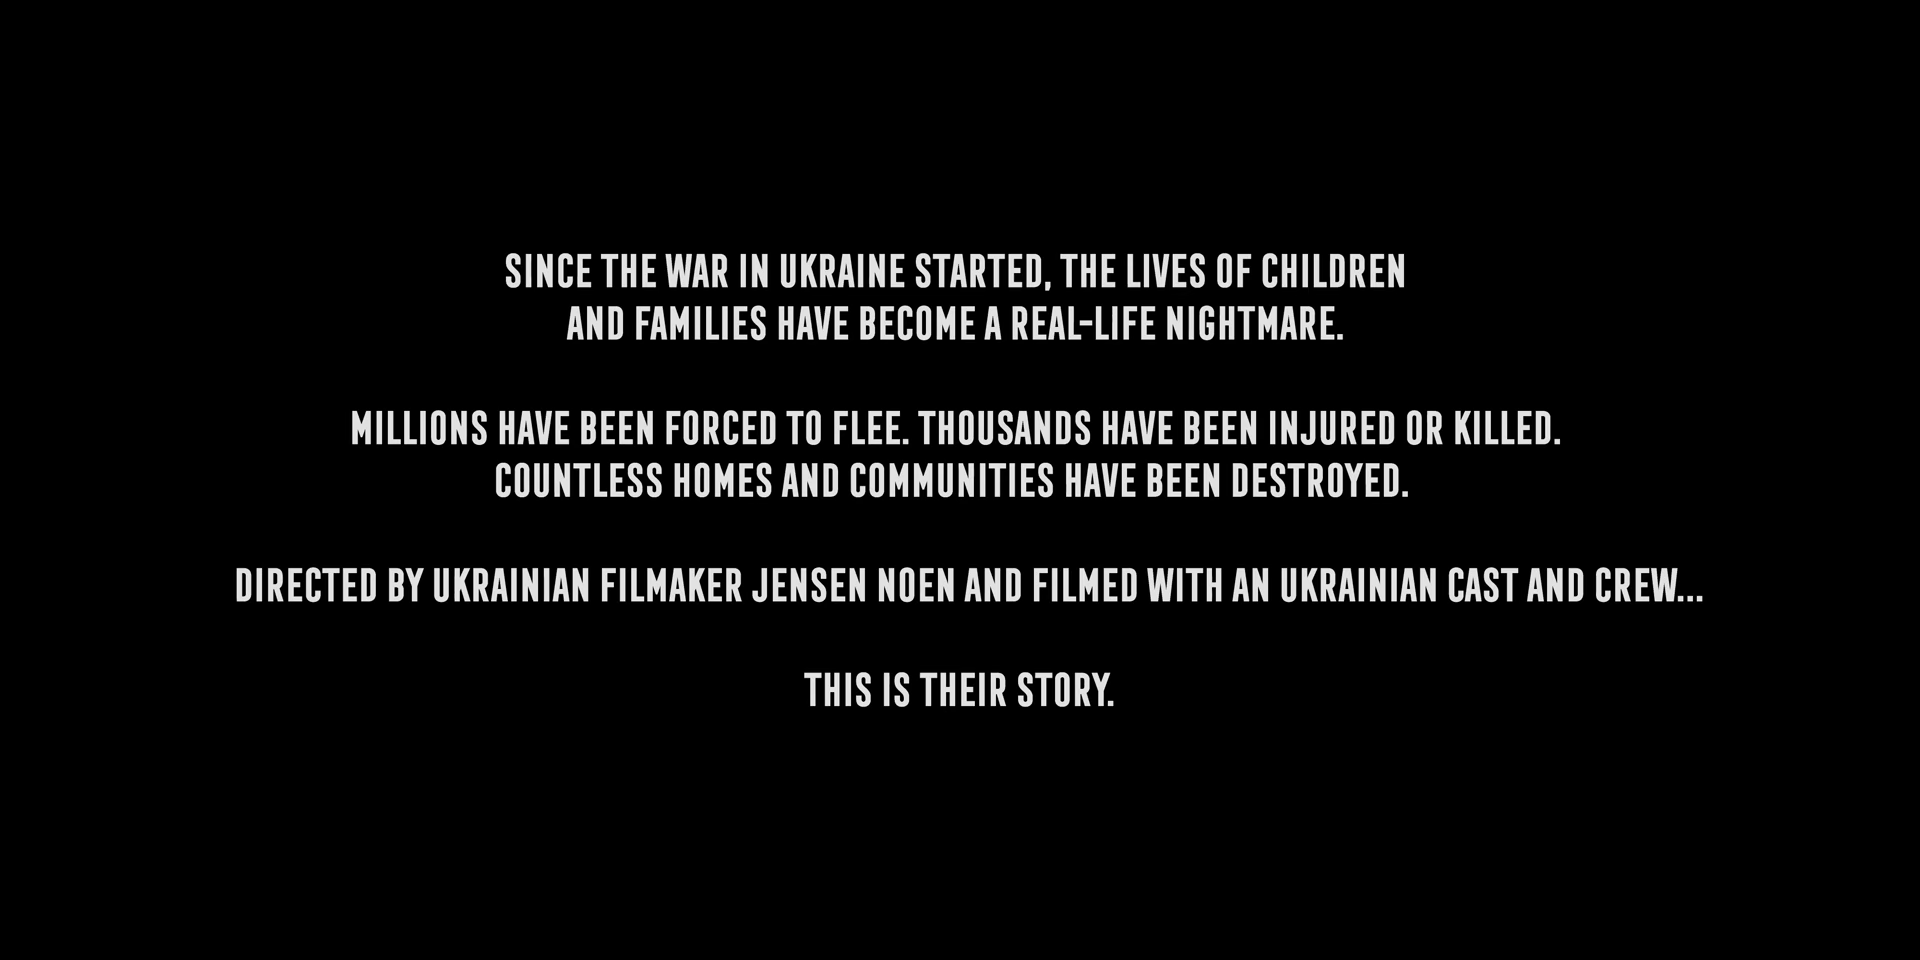 SINCE THE WAR IN UKRAINE STARTED, THE LIVES OF CHILDREN
AND FAMILIES HAVE BECOME A REAL-LIFE NIGHTMARE.
MILLIONS HAVE BEEN FORCED TO FLEE. THOUSANDS HAVE BEEN INJURED OR KILLED.
COUNTLESS HOMES AND COMMUNITIES HAVE BEEN DESTROYED.
DIRECTED BY UKRAINIAN FILMAKER JENSEN NOEN AND FILMED WITH AN UKRAINIAN CAST AND CREW...
THIS IS THEIR STORY.